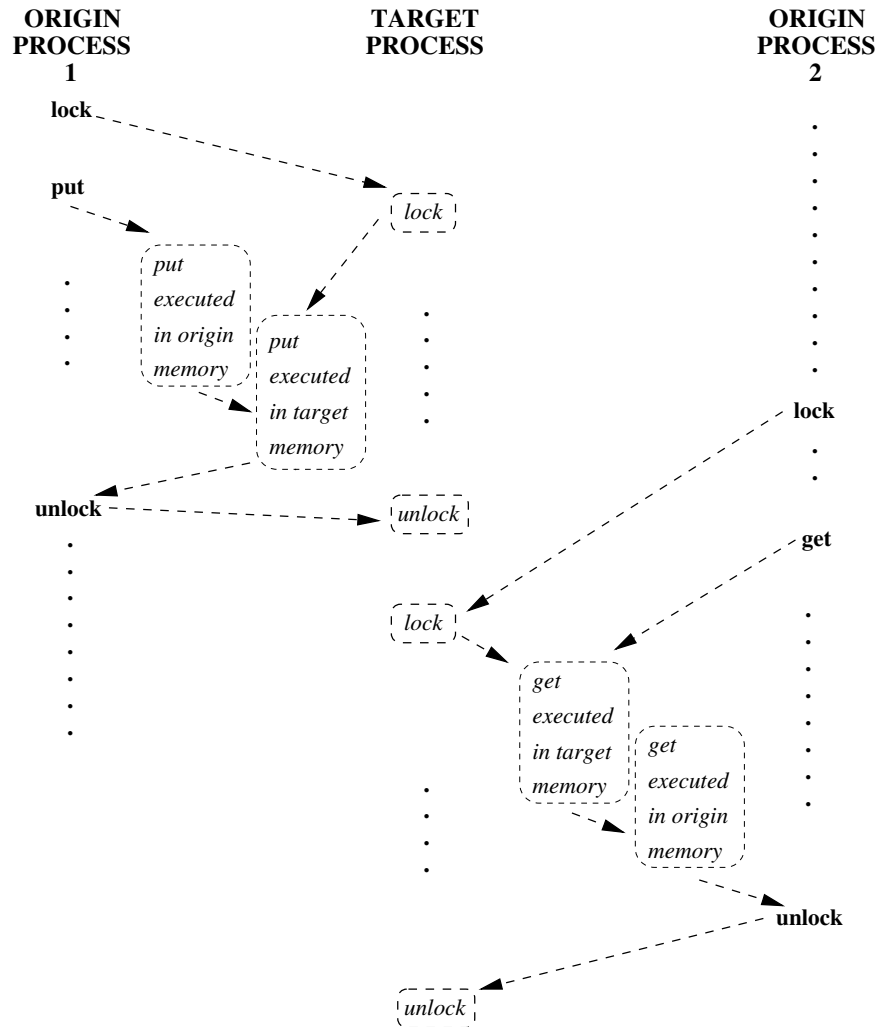 ORIGIN
PROCESS
1
TARGET
PROCESS
ORIGIN
PROCESS
2
lock
put
lock
put
executed
in origin
memory
put
executed
in target
memory
lock
unlock
unlock
get
lock
get
executed
in target
memory
get
executed
in origin
memory
unlock
unlock